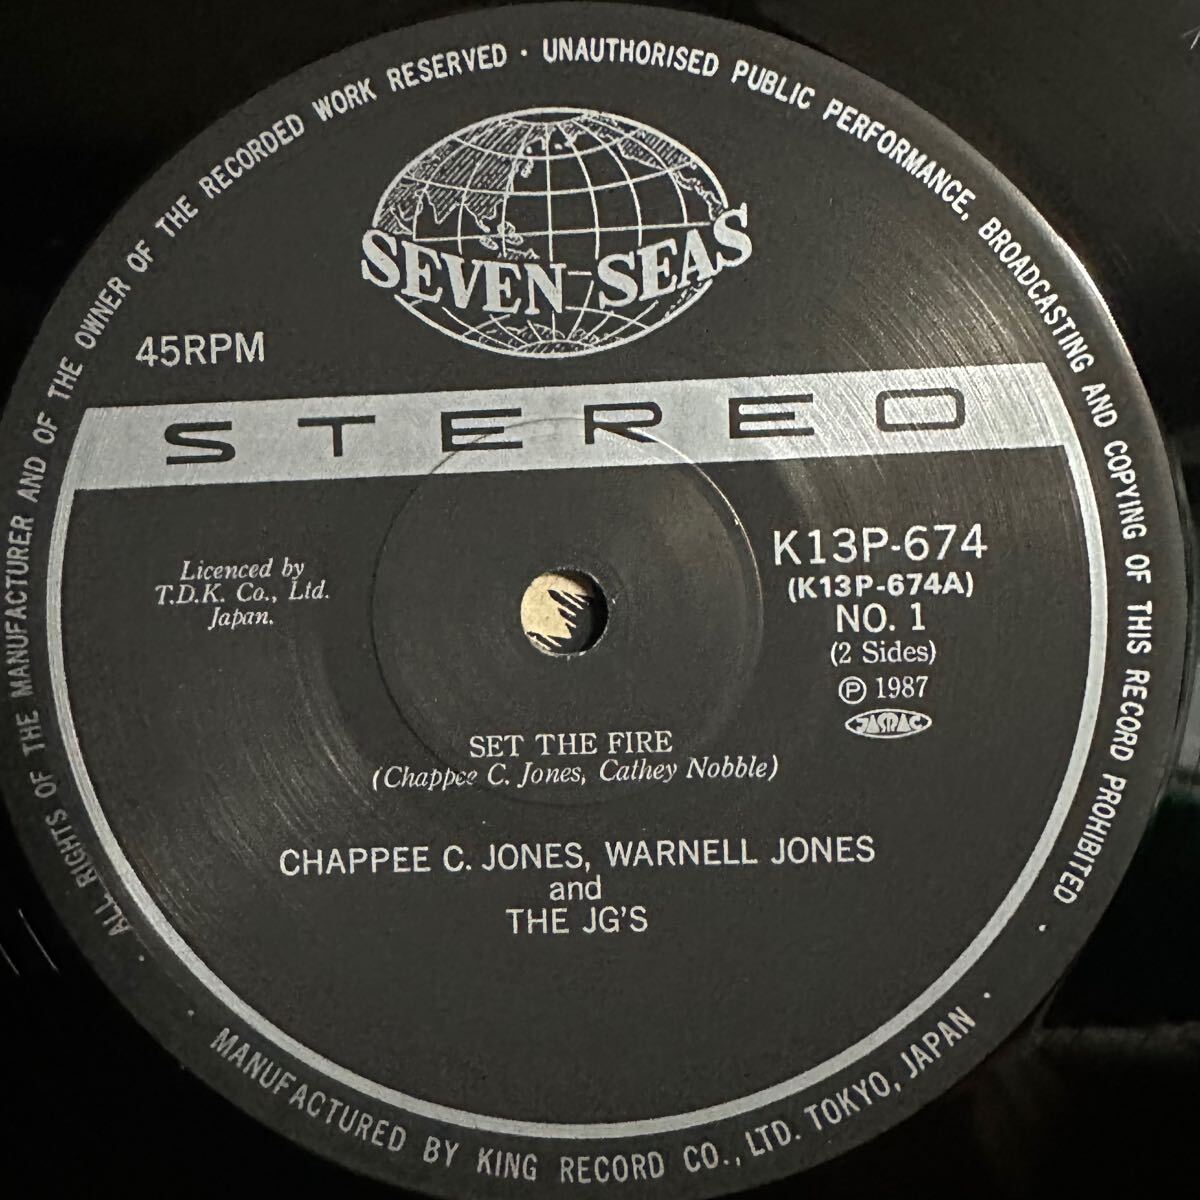 ALL RIGHTS OF THE MANUFACTURER AND OF THE OWNER OF THE RECORDED WORK RESERVED · UNAUTHORISED PUBLIC PERFORMANCE, BROADCASTING AND COPYING OF THIS RECORD PROHIBITED ·
SEVEN-SEAS
45RPM
STEREO
Licenced by
T.D.K. Co., Ltd.
Japan.
K13P-674
(K13P-674A)
NO. 1
(2 Sides)
Ⓟ 1987
JASRAC
SET THE FIRE
(Chappee C. Jones, Cathey Nobble)
CHAPPEE C. JONES, WARNELL JONES
and
THE JG'S
· MANUFACTURED BY KING RECORD CO., LTD. TOKYO, JAPAN ·